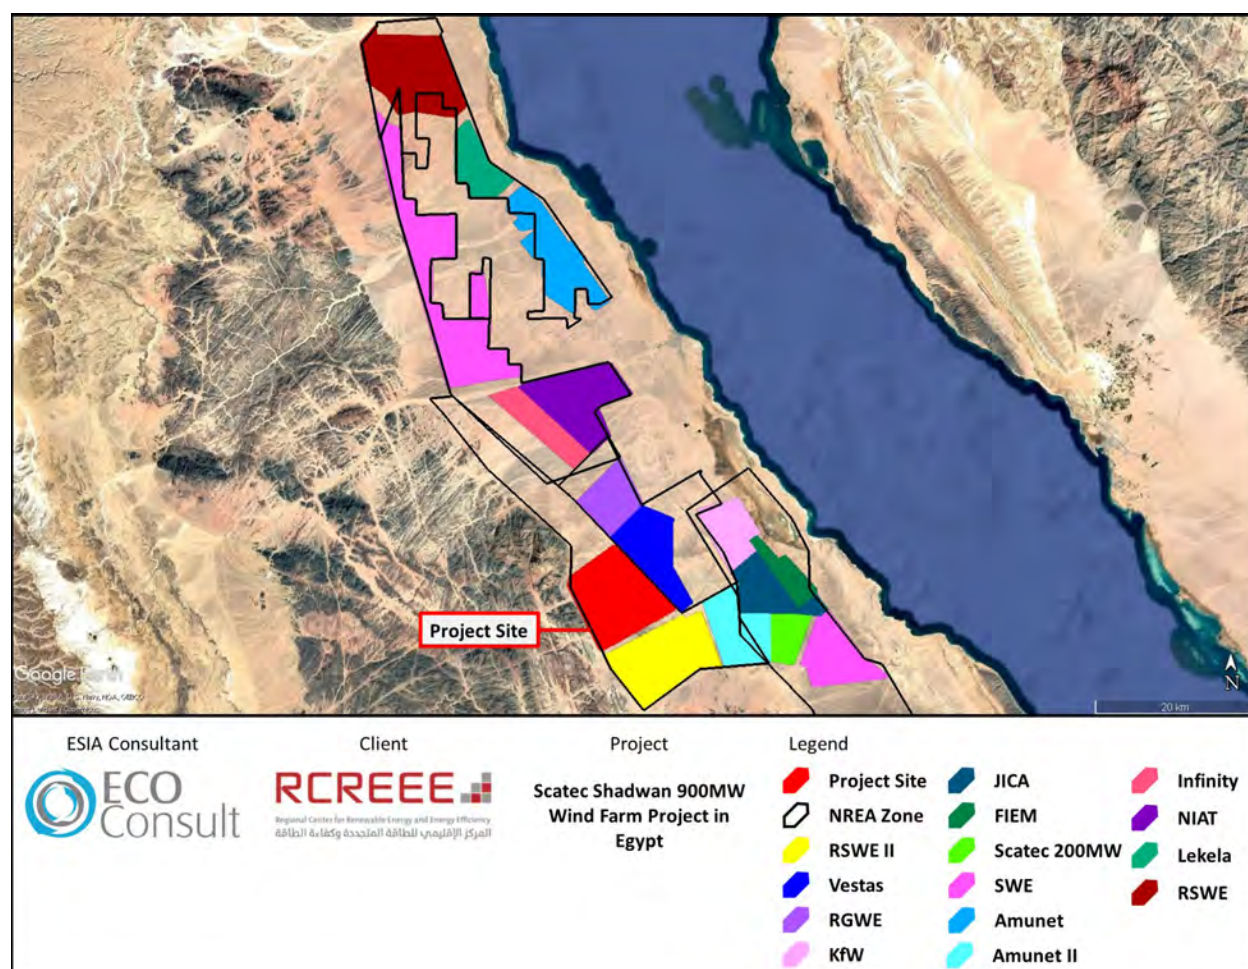 Project Site
Google Earth
20 km
N
ESIA Consultant
ECO
Consult
Client
RCREEE
Regional Center for Renewable Energy and Energy Efficiency
المركز الإقليمي للطاقة المتجددة وكفاءة الطاقة
Project
Scatec Shadwan 900MW
Wind Farm Project in
Egypt
Legend
Project Site
NREA Zone
RSWE II
Vestas
RGWE
KfW
JICA
FIEM
Scatec 200MW
SWE
Amunet
Amunet II
Infinity
NIAT
Lekela
RSWE